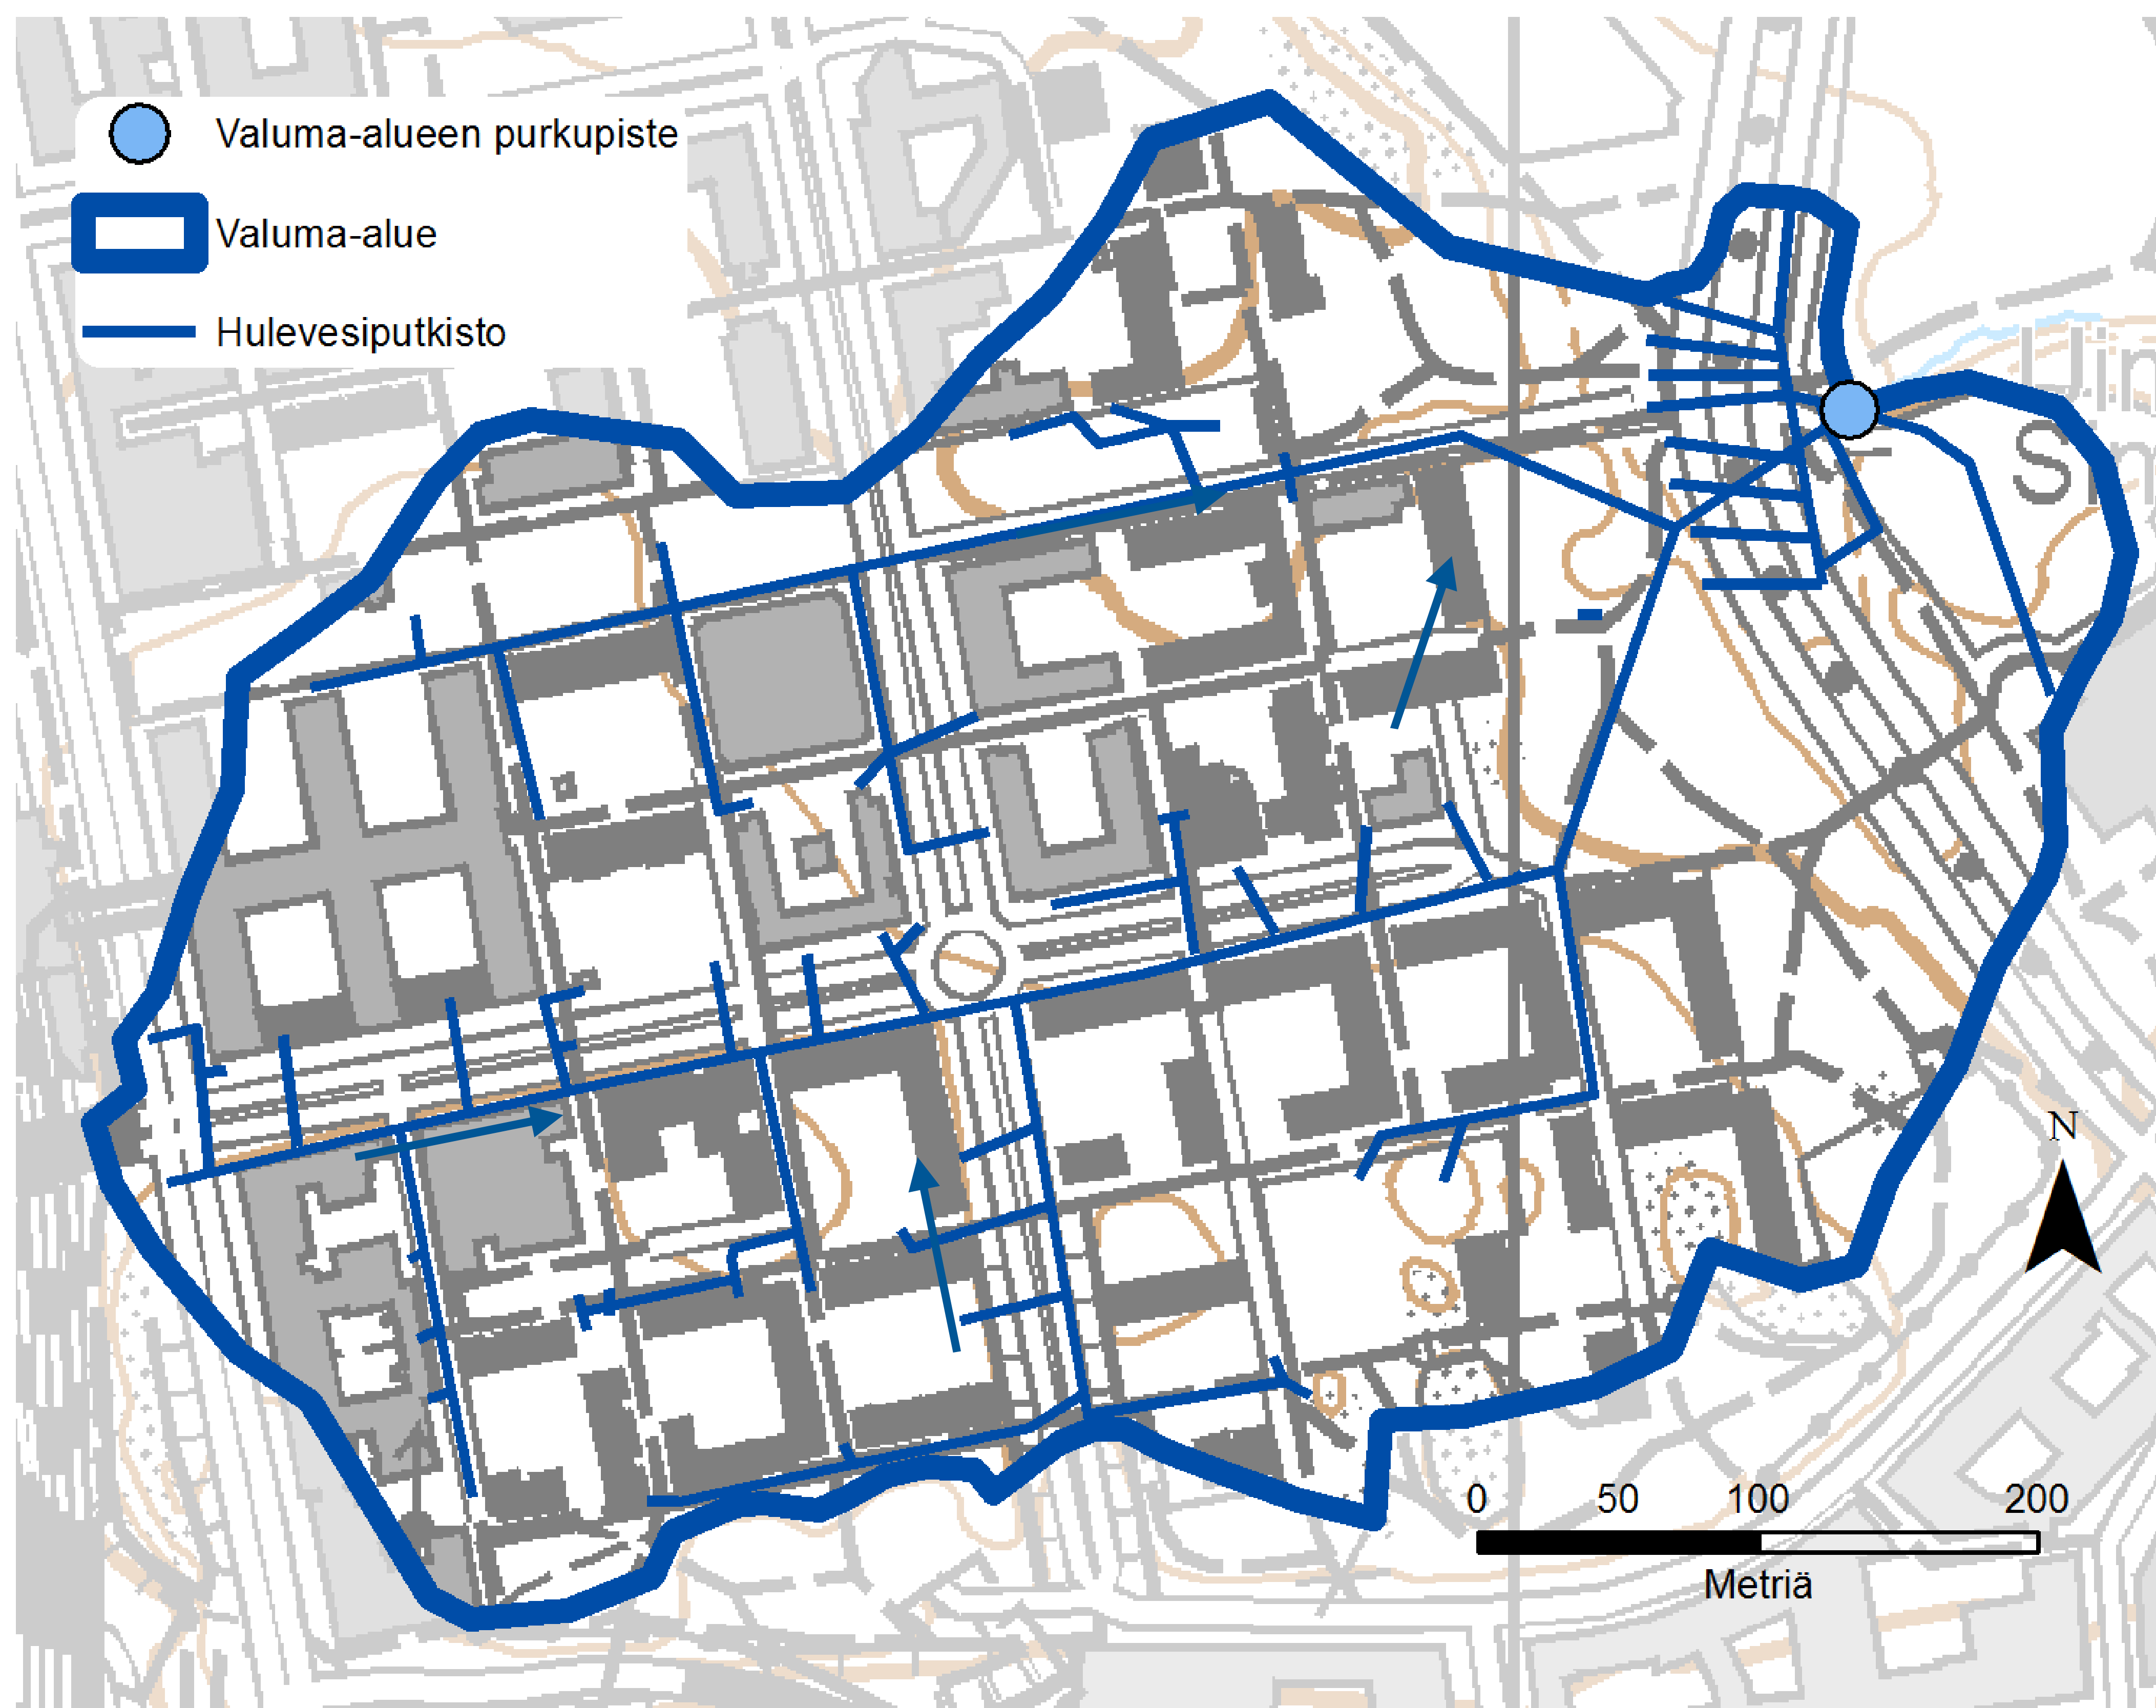 Valuma-alueen purkupiste
Valuma-alue
Hulevesiputkisto
N
0 50 100 200
Metriä